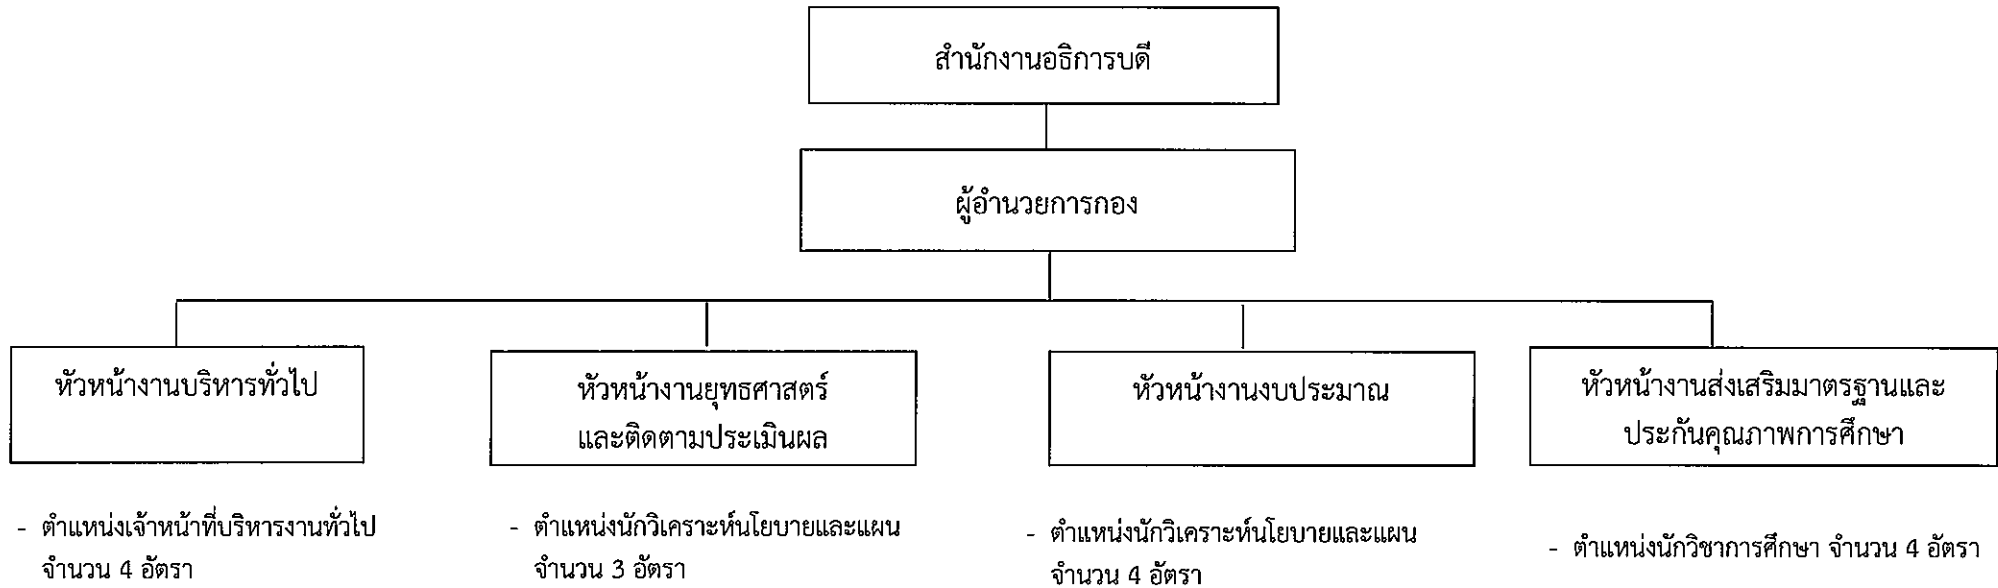 สำนักงานอธิการบดี
ผู้อำนวยการกอง
หัวหน้างานบริหารทั่วไป
- ตำแหน่งเจ้าหน้าที่บริหารงานทั่วไป
จำนวน 4 อัตรา
หัวหน้างานยุทธศาสตร์
และติดตามประเมินผล
- ตำแหน่งนักวิเคราะห์นโยบายและแผน
จำนวน 3 อัตรา
หัวหน้างานงบประมาณ
- ตำแหน่งนักวิเคราะห์นโยบายและแผน
จำนวน 4 อัตรา
หัวหน้างานส่งเสริมมาตรฐานและ
ประกันคุณภาพการศึกษา
- ตำแหน่งนักวิชาการศึกษา จำนวน 4 อัตรา